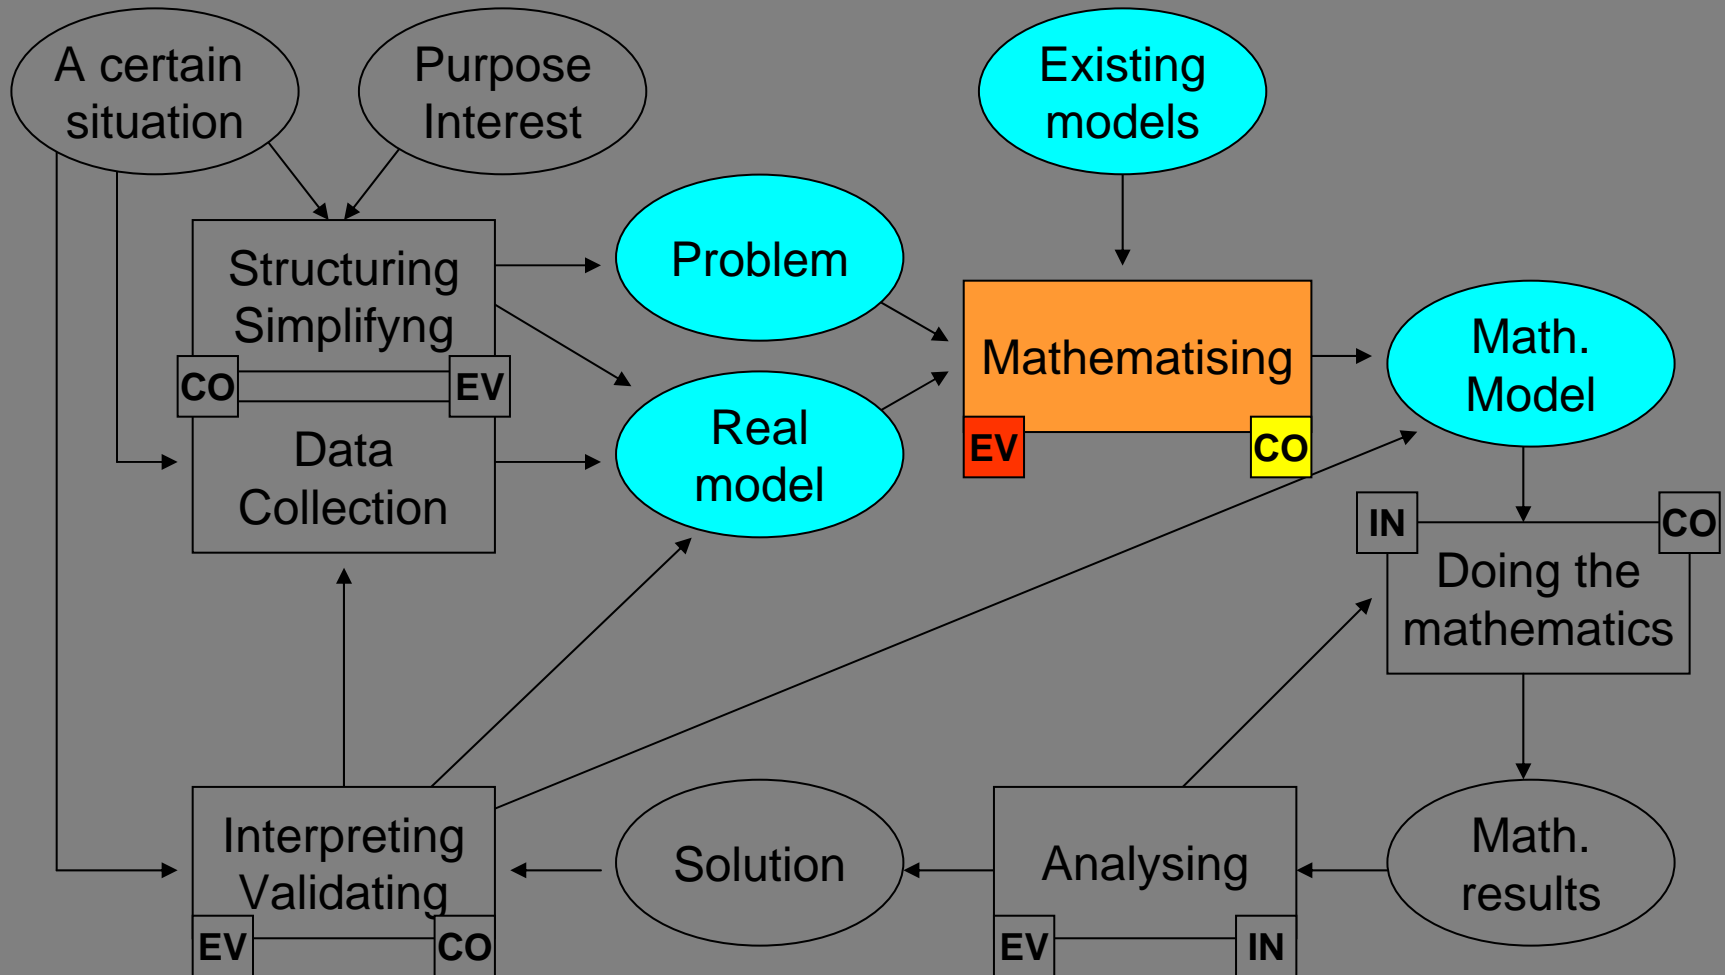 A certain
situation
Purpose
Interest
Existing
models
Structuring
Simplifyng
CO
EV
Data
Collection
Problem
Real
model
Mathematising
EV
CO
Math.
Model
IN
CO
Doing the
mathematics
Interpreting
Validating
EV
CO
Solution
Analysing
EV
IN
Math.
results